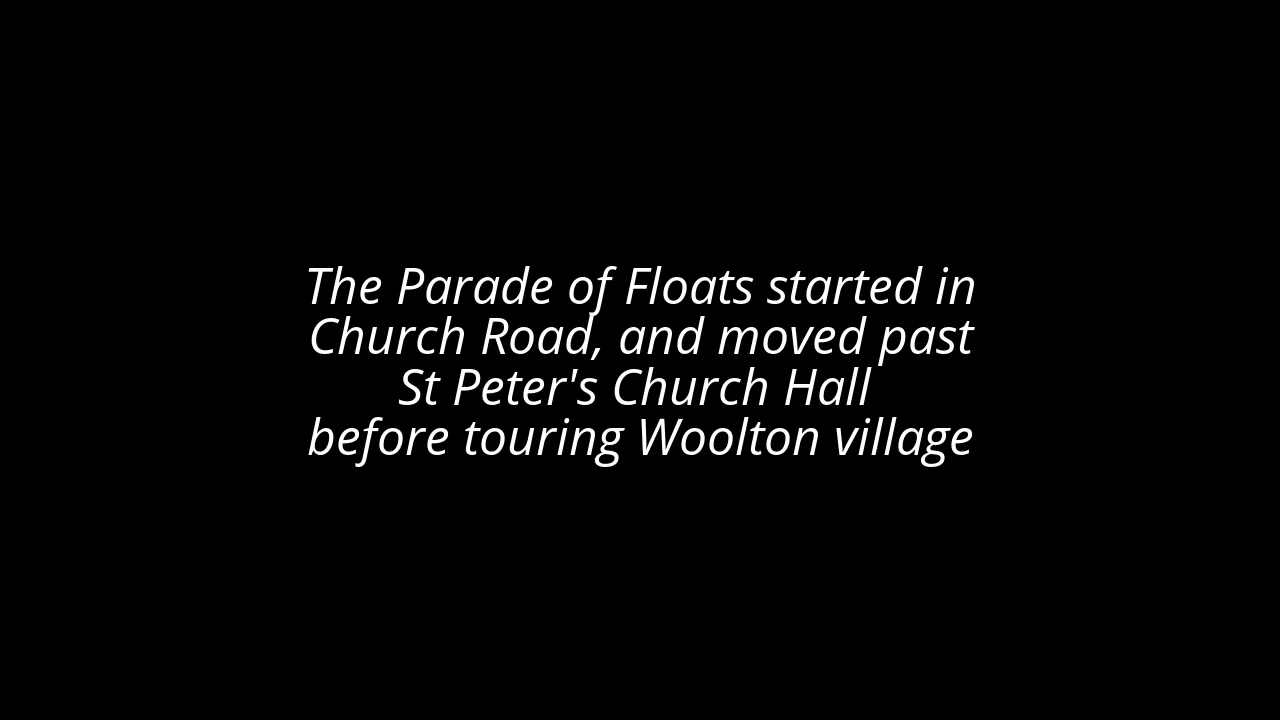 The Parade of Floats started in
Church Road, and moved past
St Peter's Church Hall
before touring Woolton village